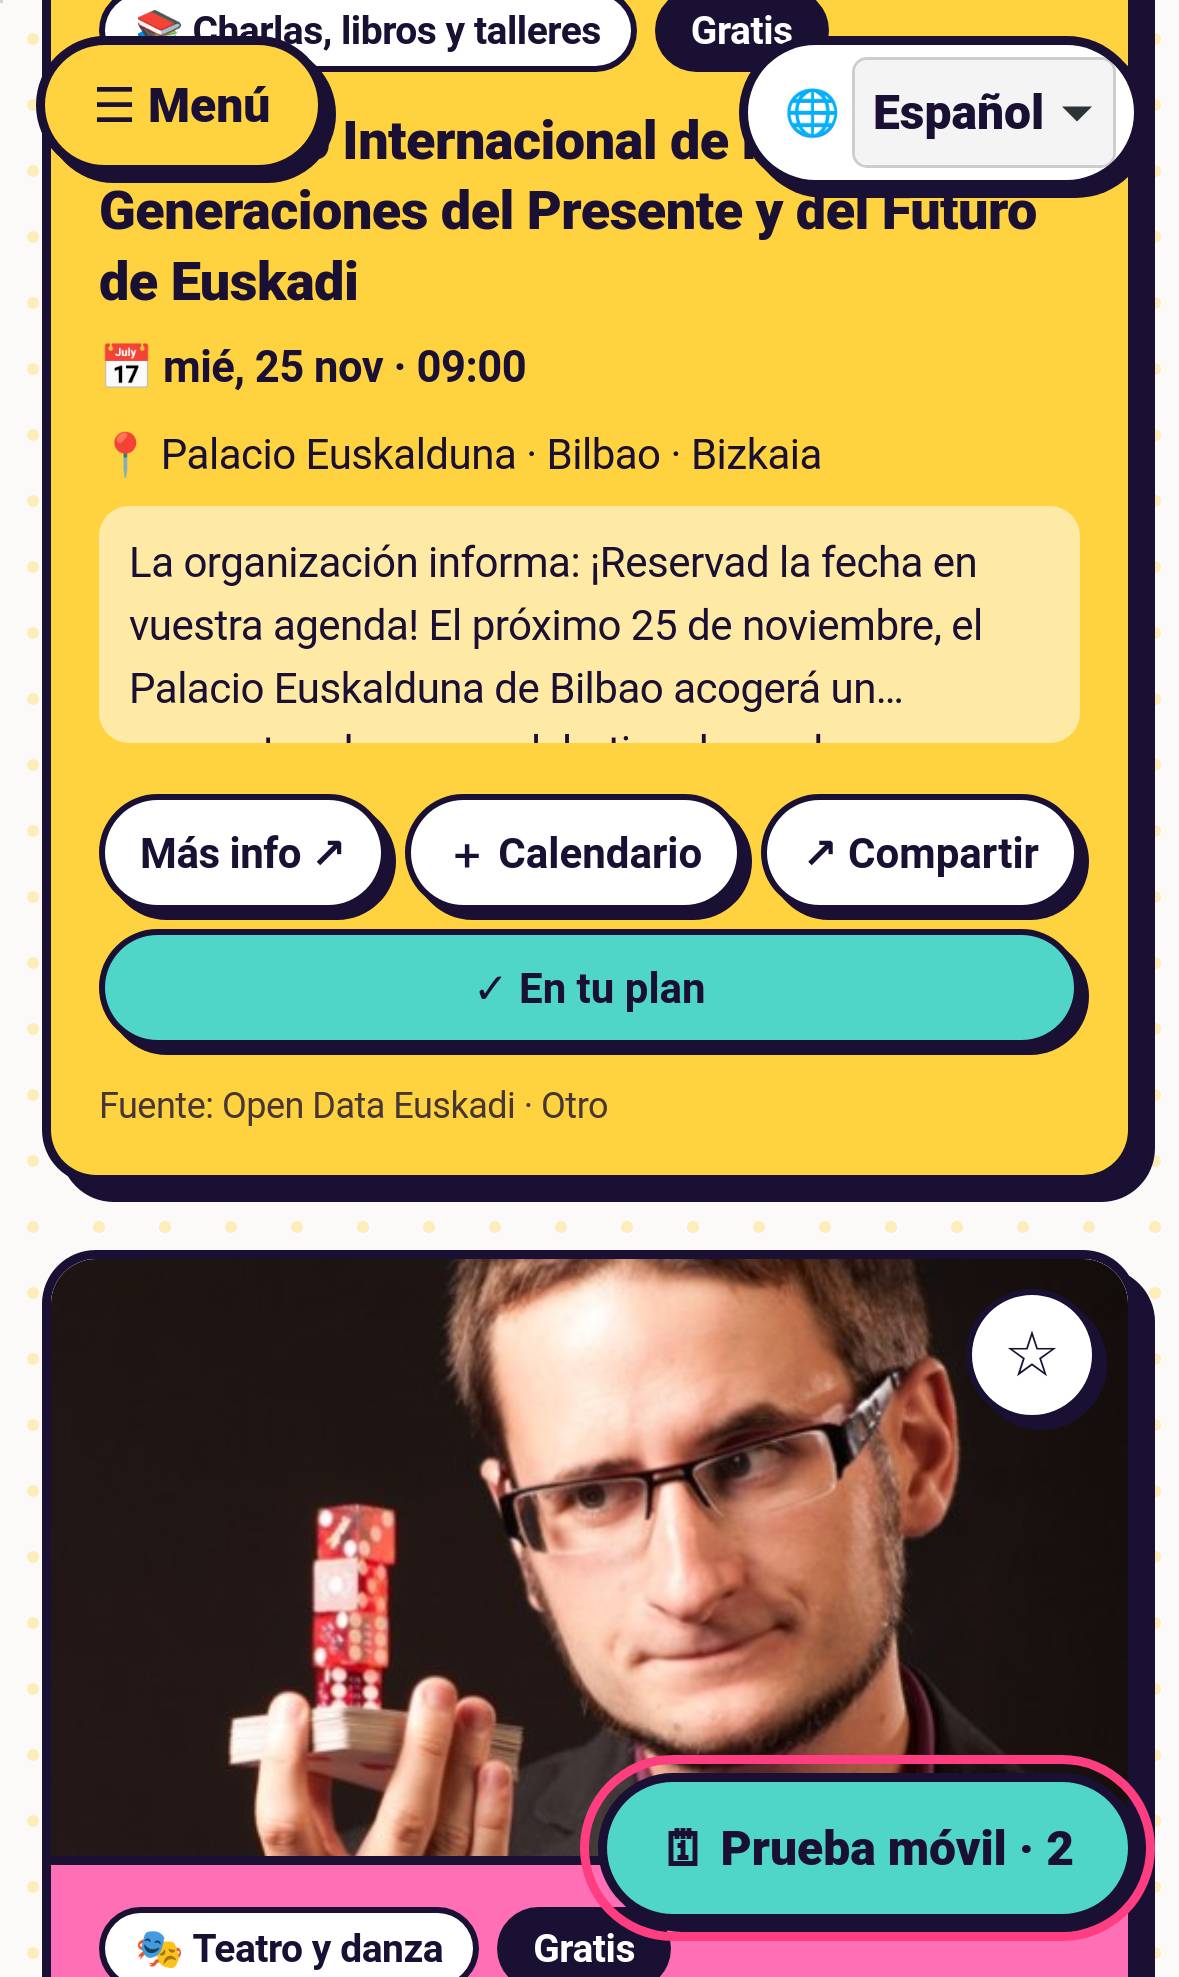 📚 Charlas, libros y talleres Gratis
☰ Menú
🌐 Español
Internacional de
Generaciones del Presente y del Futuro
de Euskadi
📅 mié, 25 nov · 09:00
📍 Palacio Euskalduna · Bilbao · Bizkaia
La organización informa: ¡Reservad la fecha en
vuestra agenda! El próximo 25 de noviembre, el
Palacio Euskalduna de Bilbao acogerá un…
Más info ↗ + Calendario ↗ Compartir
✓ En tu plan
Fuente: Open Data Euskadi · Otro
☆
Prueba móvil · 2
🎭 Teatro y danza Gratis